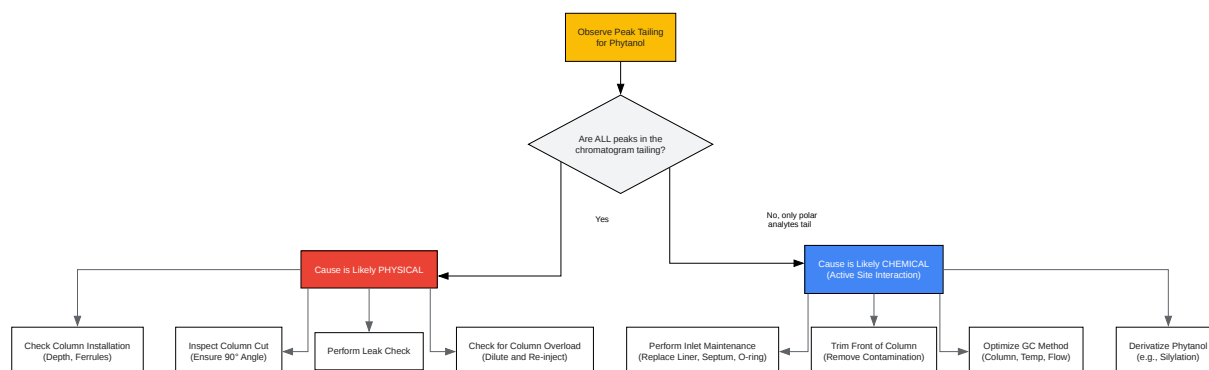 Observe Peak Tailing
for Phytanol
Are ALL peaks in the
chromatogram tailing?
Yes
No, only polar
analytes tail
Cause is Likely PHYSICAL
Cause is Likely CHEMICAL
(Active Site Interaction)
Check Column Installation
(Depth, Ferrules)
Inspect Column Cut
(Ensure 90° Angle)
Perform Leak Check
Check for Column Overload
(Dilute and Re-inject)
Perform Inlet Maintenance
(Replace Liner, Septum, O-ring)
Trim Front of Column
(Remove Contamination)
Optimize GC Method
(Column, Temp, Flow)
Derivatize Phytanol
(e.g., Silylation)